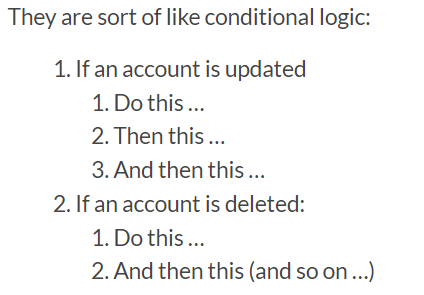 They are sort of like conditional logic:
1. If an account is updated
1. Do this ...
2. Then this ...
3. And then this ...
2. If an account is deleted:
1. Do this ...
2. And then this (and so on ...)